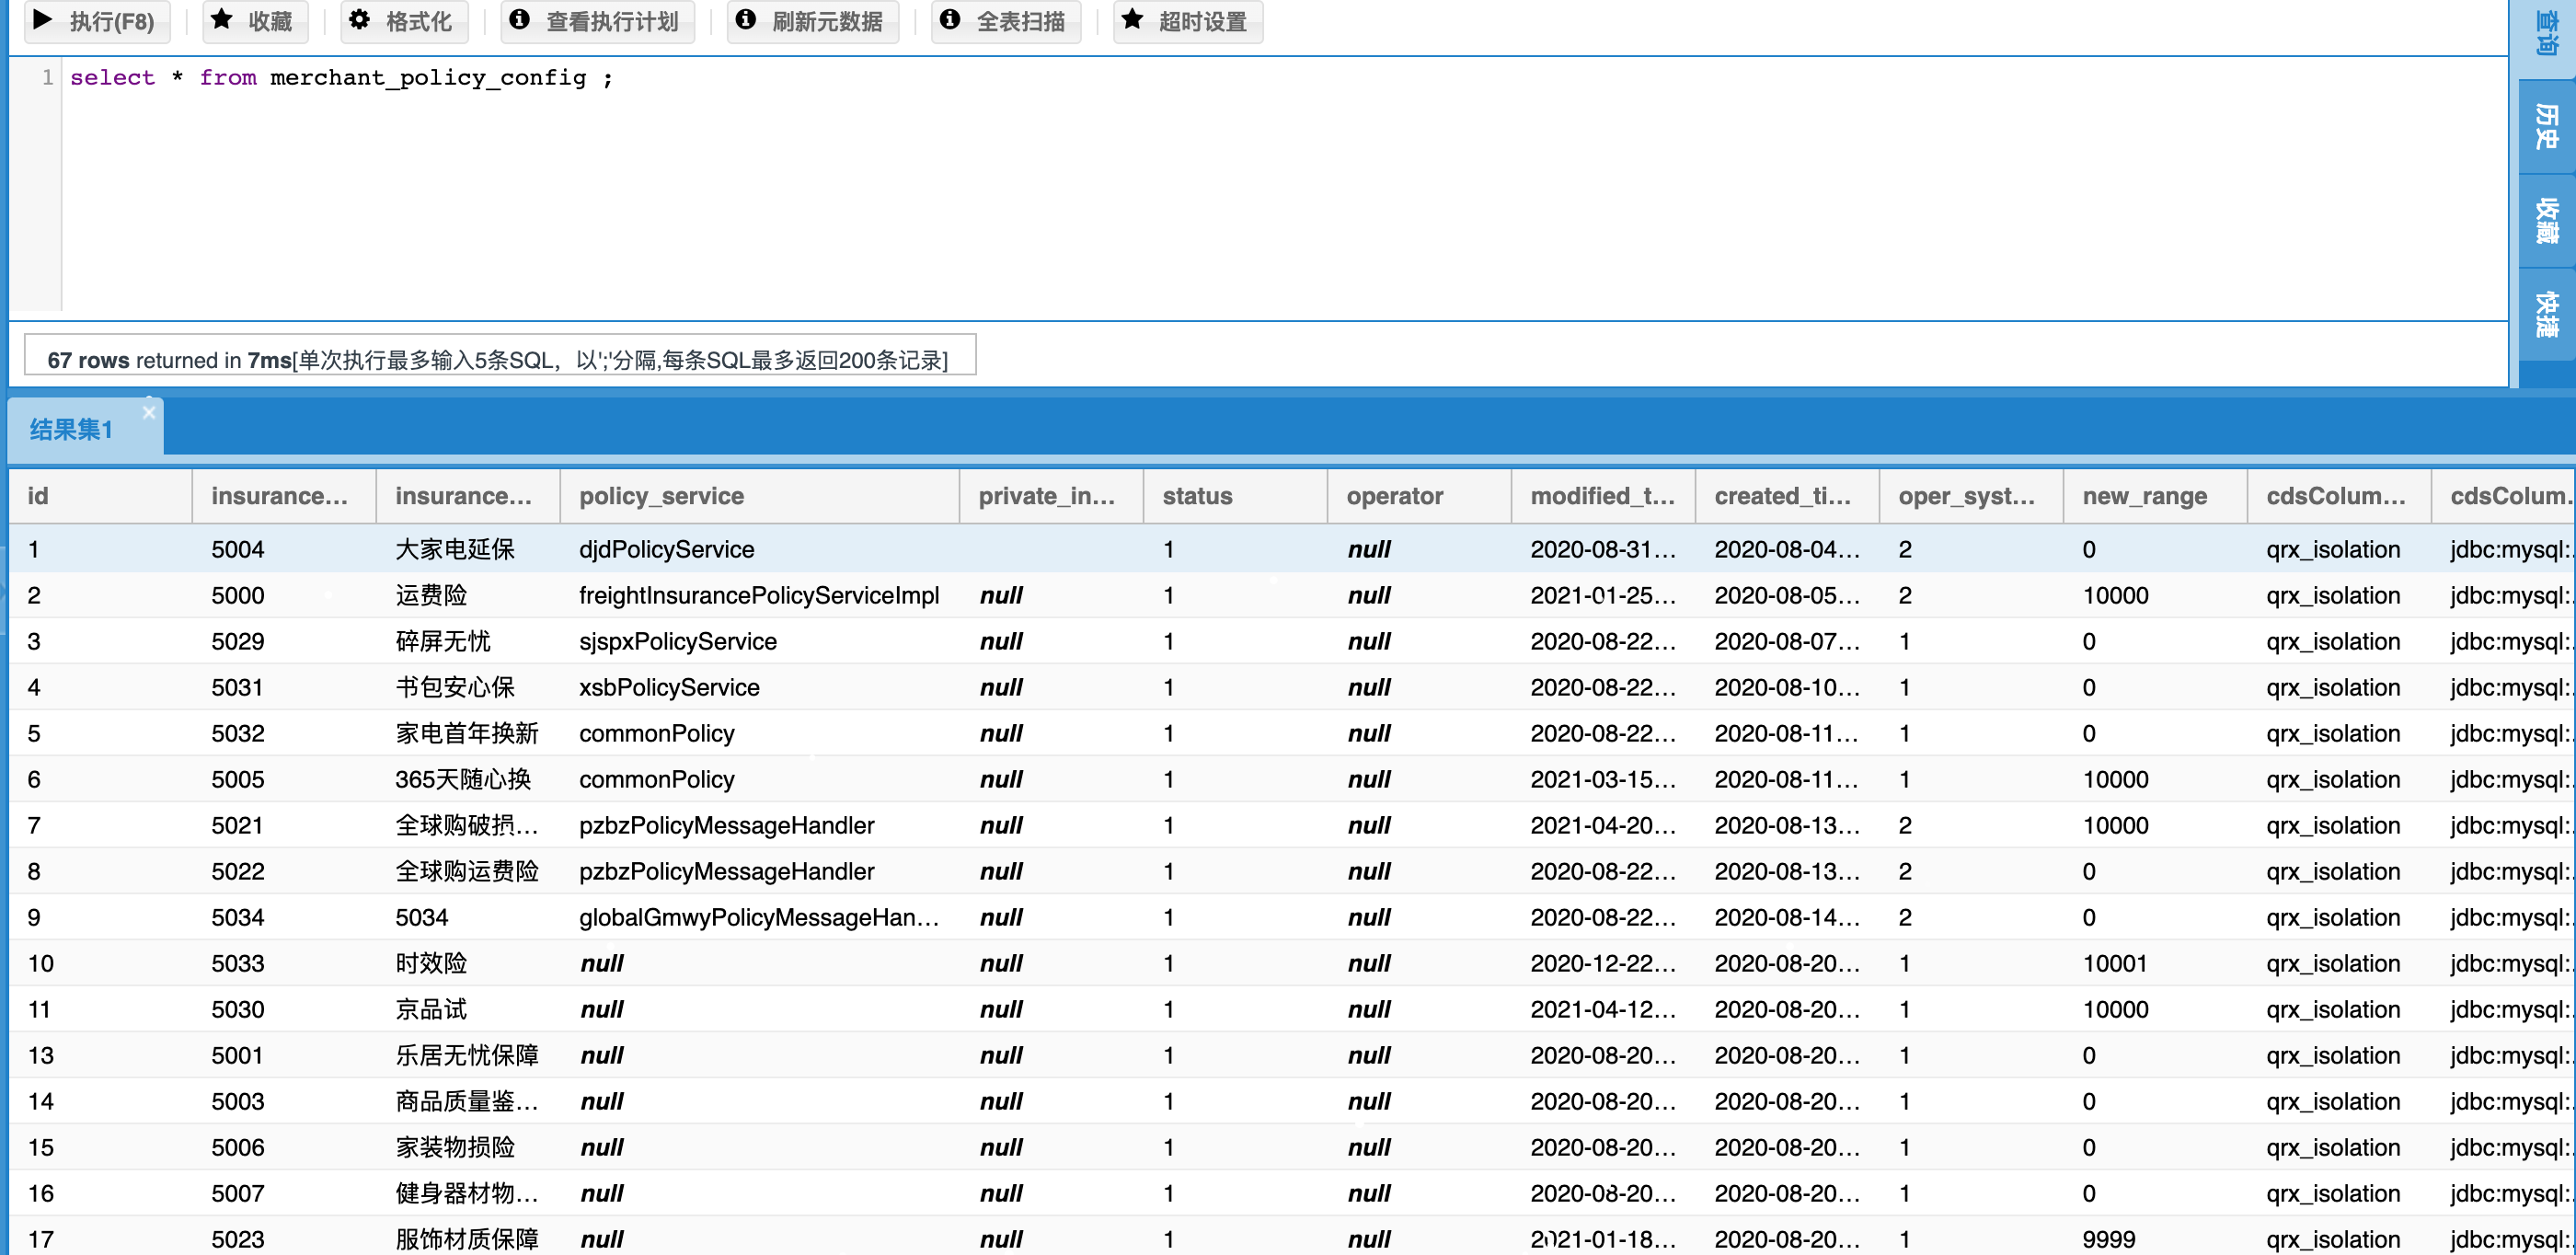 执行(F8) 收藏 格式化 查看执行计划 刷新元数据 全表扫描 超时设置
1 select * from merchant_policy_config ;
查询
历史
收藏
快捷
67 rows returned in 7ms[单次执行最多输入5条SQL，以';'分隔,每条SQL最多返回200条记录]
结果集1 ×
id insurance... insurance... policy_service private_in... status operator modified_t... created_ti... oper_syst... new_range cdsColum... cdsColum.
1 5004 大家电延保 djdPolicyService 1 null 2020-08-31... 2020-08-04... 2 0 qrx_isolation jdbc:mysql:.
2 5000 运费险 freightInsurancePolicyServiceImpl null 1 null 2021-01-25... 2020-08-05... 2 10000 qrx_isolation jdbc:mysql:.
3 5029 碎屏无忧 sjspxPolicyService null 1 null 2020-08-22... 2020-08-07... 1 0 qrx_isolation jdbc:mysql:.
4 5031 书包安心保 xsbPolicyService null 1 null 2020-08-22... 2020-08-10... 1 0 qrx_isolation jdbc:mysql:.
5 5032 家电首年换新 commonPolicy null 1 null 2020-08-22... 2020-08-11... 1 0 qrx_isolation jdbc:mysql:.
6 5005 365天随心换 commonPolicy null 1 null 2021-03-15... 2020-08-11... 1 10000 qrx_isolation jdbc:mysql:.
7 5021 全球购破损... pzbzPolicyMessageHandler null 1 null 2021-04-20... 2020-08-13... 2 10000 qrx_isolation jdbc:mysql:.
8 5022 全球购运费险 pzbzPolicyMessageHandler null 1 null 2020-08-22... 2020-08-13... 2 0 qrx_isolation jdbc:mysql:.
9 5034 5034 globalGmwyPolicyMessageHan... null 1 null 2020-08-22... 2020-08-14... 2 0 qrx_isolation jdbc:mysql:.
10 5033 时效险 null null 1 null 2020-12-22... 2020-08-20... 1 10001 qrx_isolation jdbc:mysql:.
11 5030 京品试 null null 1 null 2021-04-12... 2020-08-20... 1 10000 qrx_isolation jdbc:mysql:.
13 5001 乐居无忧保障 null null 1 null 2020-08-20... 2020-08-20... 1 0 qrx_isolation jdbc:mysql:.
14 5003 商品质量鉴... null null 1 null 2020-08-20... 2020-08-20... 1 0 qrx_isolation jdbc:mysql:.
15 5006 家装物损险 null null 1 null 2020-08-20... 2020-08-20... 1 0 qrx_isolation jdbc:mysql:.
16 5007 健身器材物... null null 1 null 2020-08-20... 2020-08-20... 1 0 qrx_isolation jdbc:mysql:.
17 5023 服饰材质保障 null null 1 null 2021-01-18... 2020-08-20... 1 9999 qrx_isolation jdbc:mysql:.